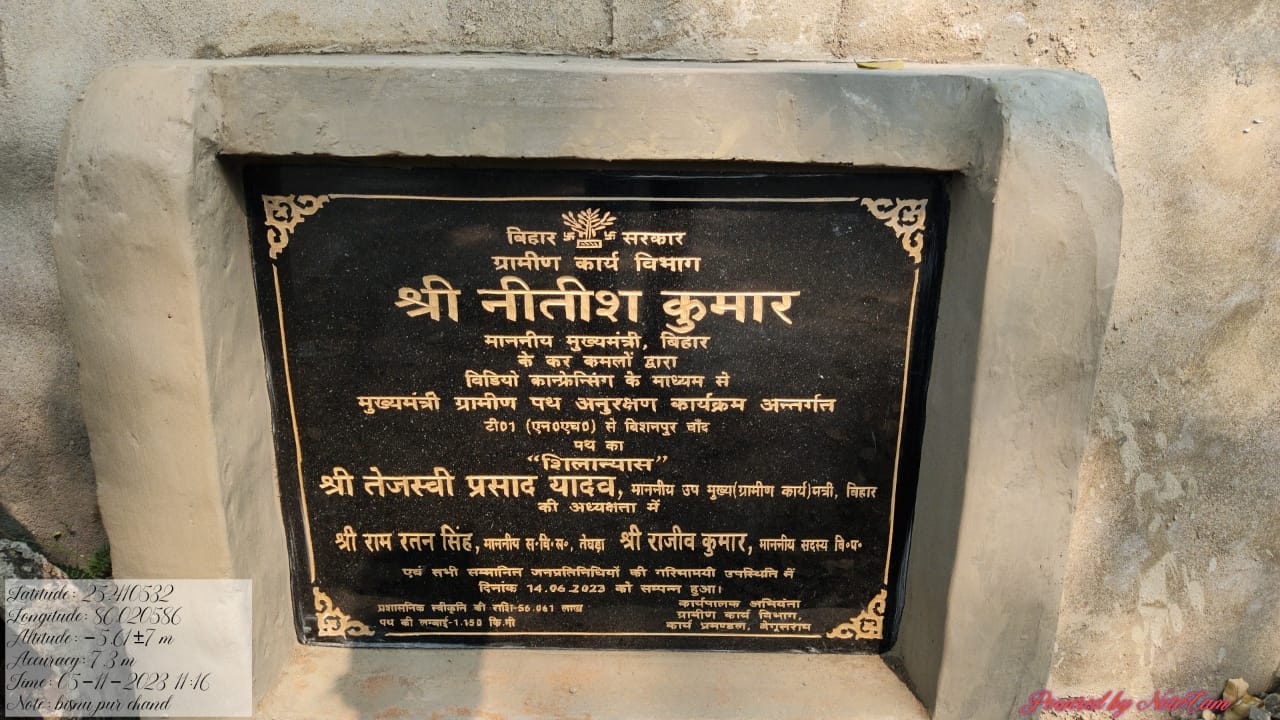 बिहार सरकार
ग्रामीण कार्य विभाग
श्री नीतीश कुमार
माननीय मुख्यमंत्री, बिहार
के कर कमलों द्वारा
विडियो कान्फ्रेन्सिंग के माध्यम से
मुख्यमंत्री ग्रामीण पथ अनुरक्षण कार्यक्रम अन्तर्गत
टी01 (एन0एच0) से बिशनपुर चाँद
पथ का
“शिलान्यास”
श्री तेजस्वी प्रसाद यादव, माननीय उप मुख्य(ग्रामीण कार्य)मंत्री, बिहार
की अध्यक्षता में
श्री राम रतन सिंह, माननीय स॰वि॰स॰, तेघड़ा श्री राजीव कुमार, माननीय सदस्य वि॰प॰
एवं सभी सम्मानित जनप्रतिनिधियों की गरिमामयी उपस्थिति में
दिनांक 14.06.2023 को सम्पन्न हुआ।
प्रशासनिक स्वीकृति की राशि-56.061 लाख
पथ की लम्बाई-1.150 कि.मी
कार्यपालक अभियंता
ग्रामीण कार्य विभाग,
कार्य प्रमण्डल, बेगूसराय
Latitude: 25.410532
Longitude: 86.020586
Altitude: -5.01±7 m
Accuracy: 7.3 m
Time: 05-11-2023 11:16
Note: bisnu pur chand
Powered by NoteCam